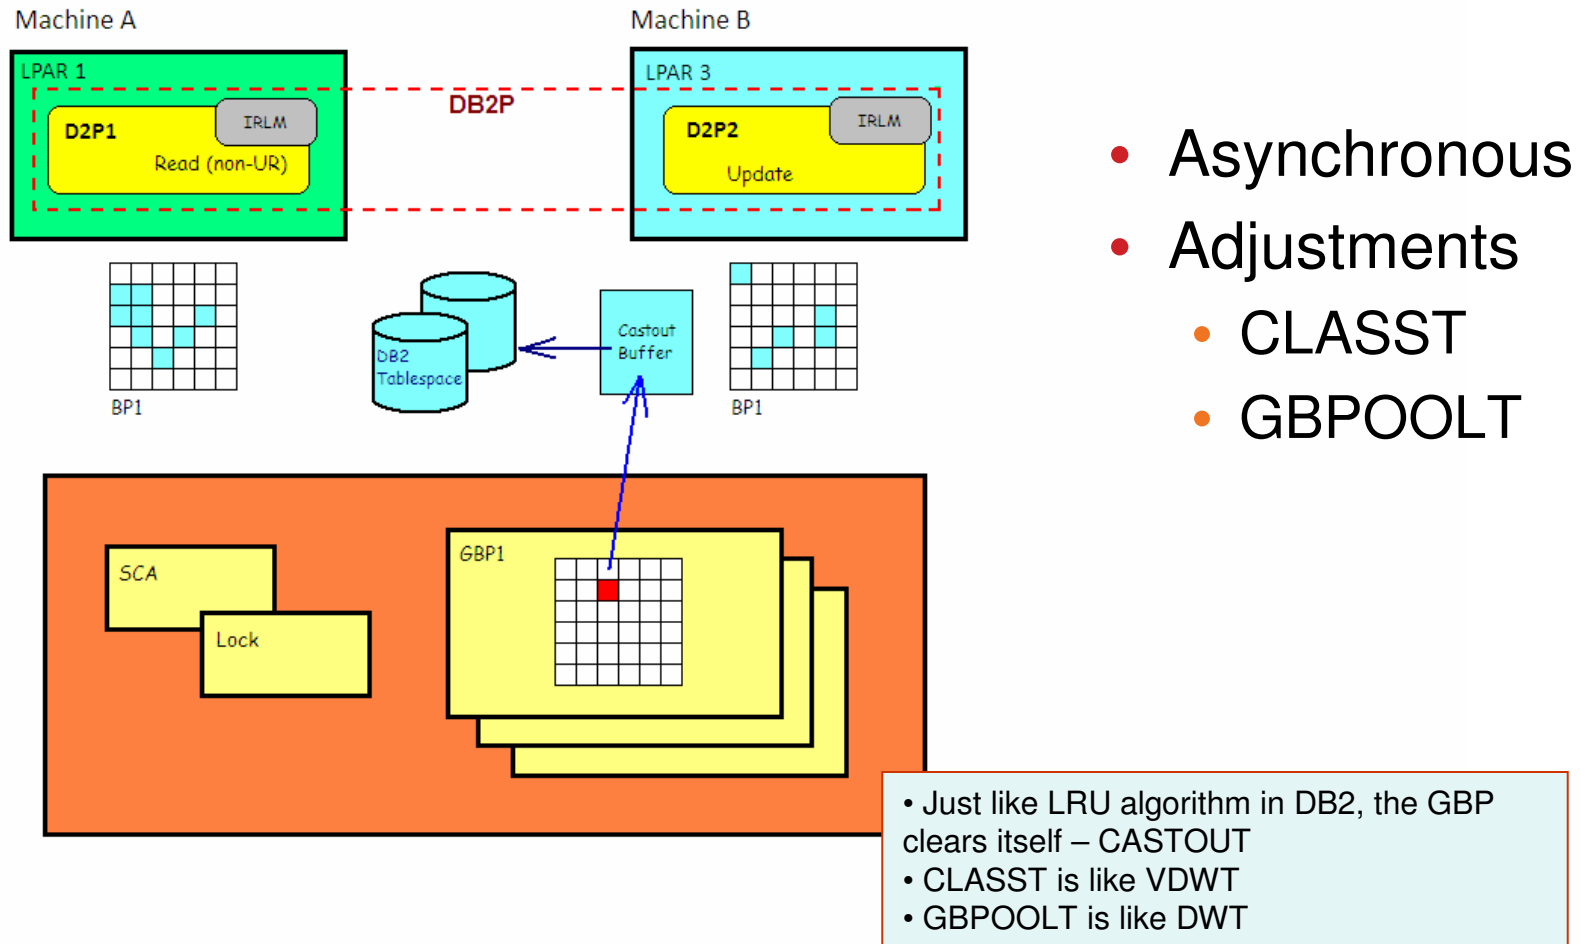 Machine A
Machine B
LPAR 1
LPAR 3
DB2P
D2P1
IRLM
Read (non-UR)
D2P2
IRLM
Update
• Asynchronous
• Adjustments
• CLASST
• GBPOOLT
BP1
DB2
Tablespace
Castout
Buffer
BP1
SCA
Lock
GBP1
• Just like LRU algorithm in DB2, the GBP
clears itself – CASTOUT
• CLASST is like VDWT
• GBPOOLT is like DWT